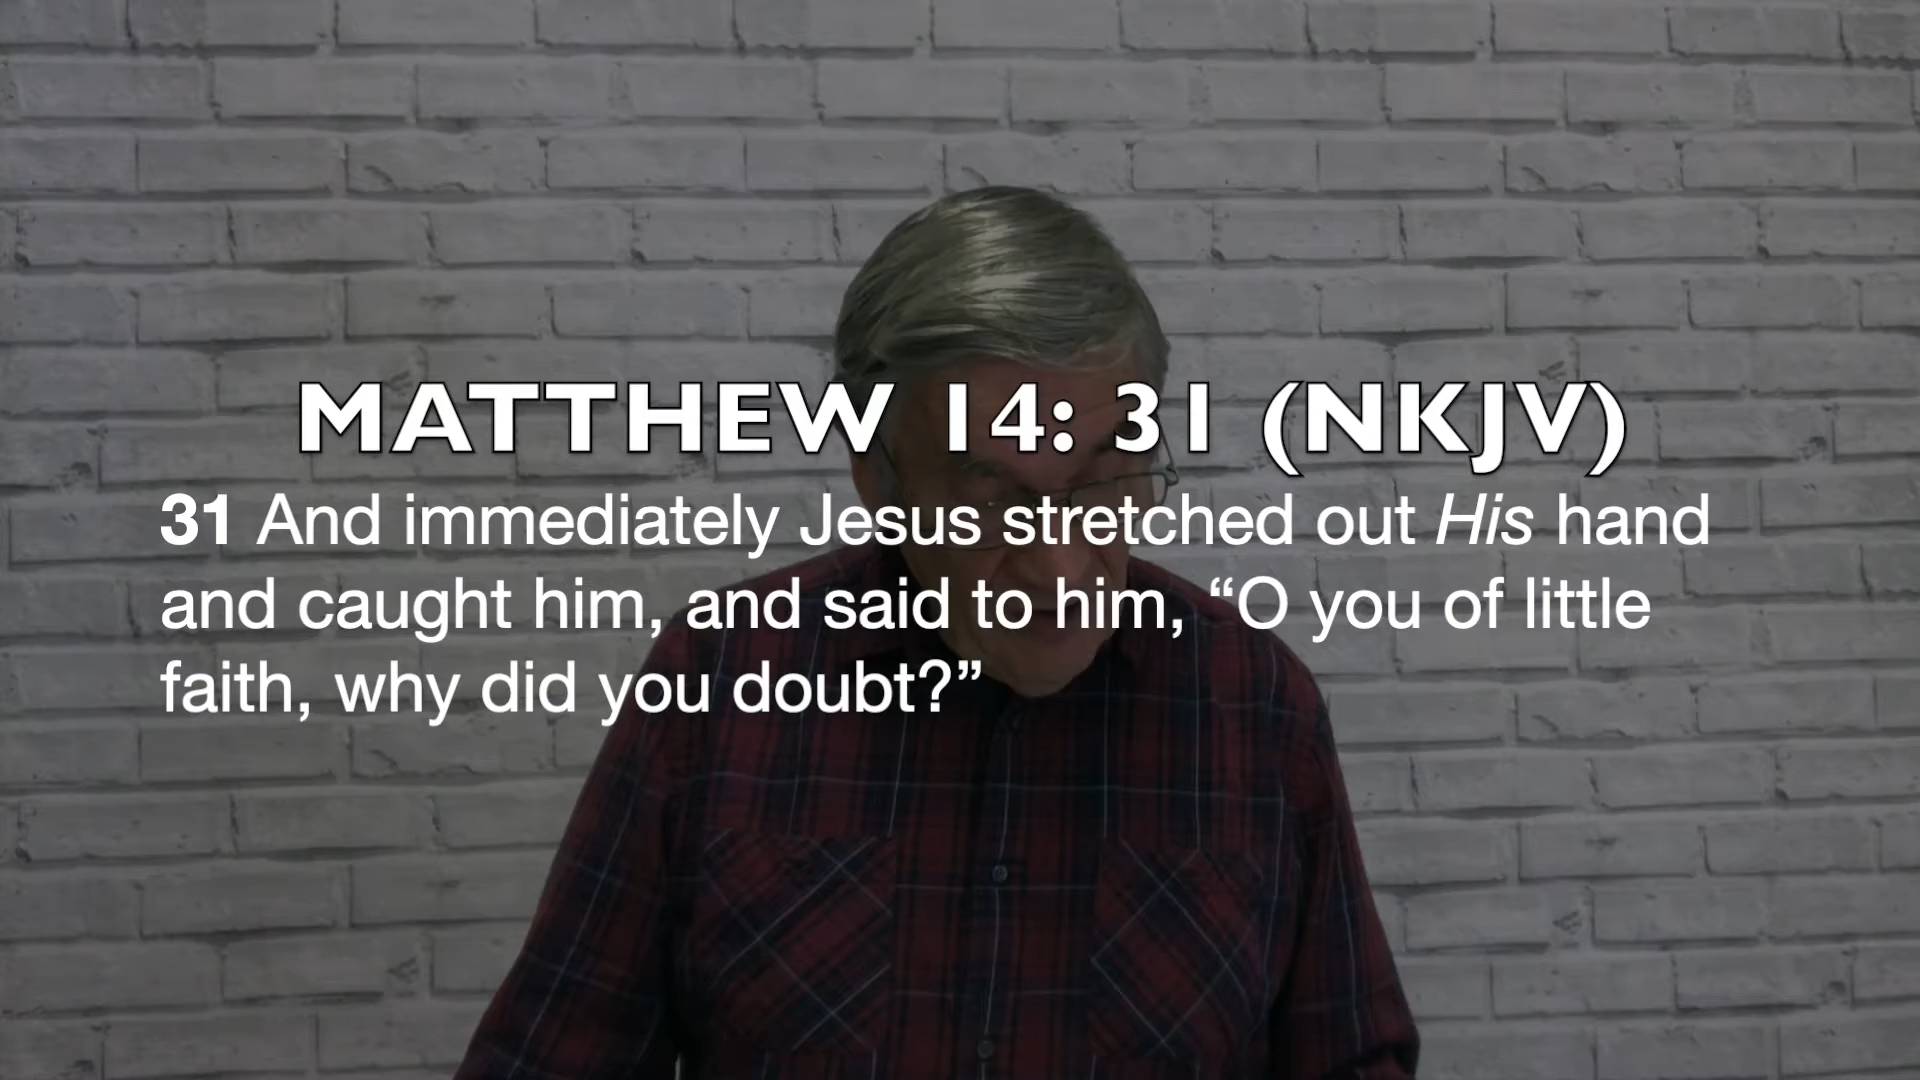 MATTHEW 14: 31 (NKJV)
31 And immediately Jesus stretched out His hand
and caught him, and said to him, “O you of little
faith, why did you doubt?”